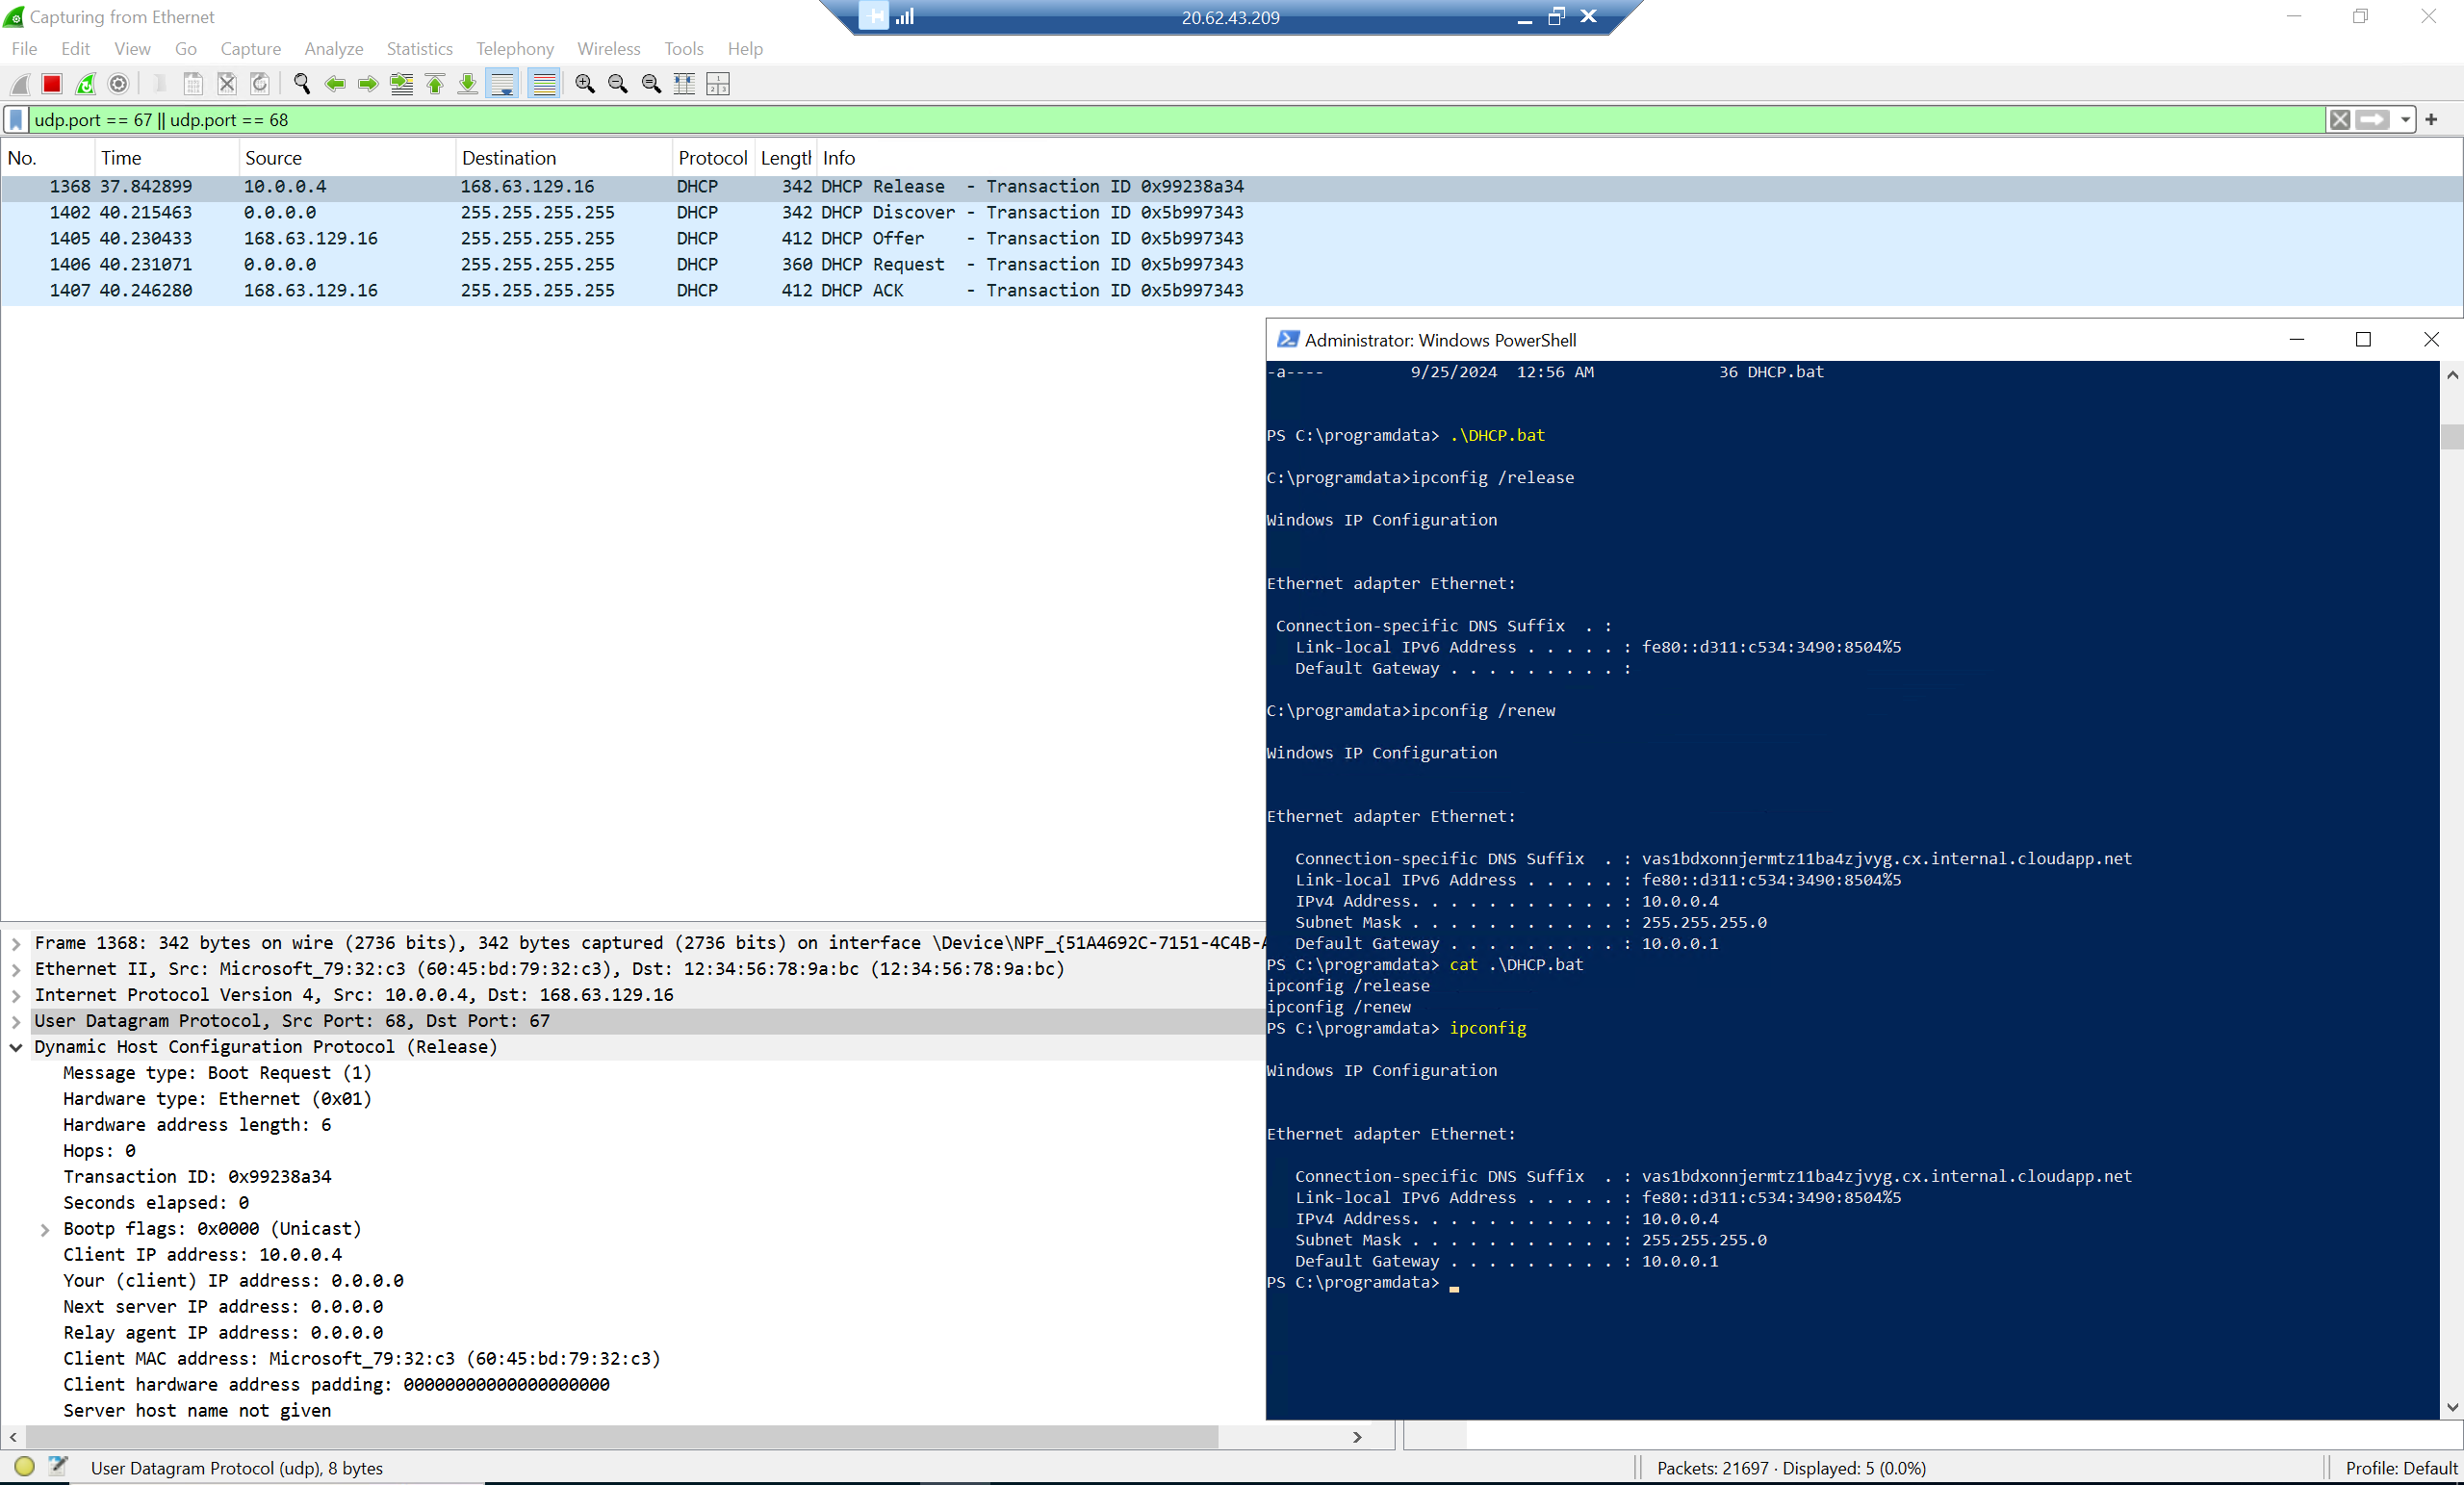 Capturing from Ethernet
20.62.43.209
File Edit View Go Capture Analyze Statistics Telephony Wireless Tools Help
udp.port == 67 || udp.port == 68
No. Time Source Destination Protocol Lengtl Info
1368 37.842899 10.0.0.4 168.63.129.16 DHCP 342 DHCP Release - Transaction ID 0x99238a34
1402 40.215463 0.0.0.0 255.255.255.255 DHCP 342 DHCP Discover - Transaction ID 0x5b997343
1405 40.230433 168.63.129.16 255.255.255.255 DHCP 412 DHCP Offer - Transaction ID 0x5b997343
1406 40.231071 0.0.0.0 255.255.255.255 DHCP 360 DHCP Request - Transaction ID 0x5b997343
1407 40.246280 168.63.129.16 255.255.255.255 DHCP 412 DHCP ACK - Transaction ID 0x5b997343
Administrator: Windows PowerShell
-a---- 9/25/2024 12:56 AM 36 DHCP.bat
PS C:\programdata> .\DHCP.bat
C:\programdata>ipconfig /release
Windows IP Configuration
Ethernet adapter Ethernet:
Connection-specific DNS Suffix . :
Link-local IPv6 Address . . . . . : fe80::d311:c534:3490:8504%5
Default Gateway . . . . . . . . . :
C:\programdata>ipconfig /renew
Windows IP Configuration
Ethernet adapter Ethernet:
Connection-specific DNS Suffix . : vas1bdxonnjermtz11ba4zjvyg.cx.internal.cloudapp.net
Link-local IPv6 Address . . . . . : fe80::d311:c534:3490:8504%5
IPv4 Address. . . . . . . . . . . : 10.0.0.4
Subnet Mask . . . . . . . . . . . : 255.255.255.0
Default Gateway . . . . . . . . . : 10.0.0.1
PS C:\programdata> cat .\DHCP.bat
ipconfig /release
ipconfig /renew
PS C:\programdata> ipconfig
Windows IP Configuration
Ethernet adapter Ethernet:
Connection-specific DNS Suffix . : vas1bdxonnjermtz11ba4zjvyg.cx.internal.cloudapp.net
Link-local IPv6 Address . . . . . : fe80::d311:c534:3490:8504%5
IPv4 Address. . . . . . . . . . . : 10.0.0.4
Subnet Mask . . . . . . . . . . . : 255.255.255.0
Default Gateway . . . . . . . . . : 10.0.0.1
PS C:\programdata>
Frame 1368: 342 bytes on wire (2736 bits), 342 bytes captured (2736 bits) on interface \Device\NPF_{51A4692C-7151-4C4B-A
Ethernet II, Src: Microsoft_79:32:c3 (60:45:bd:79:32:c3), Dst: 12:34:56:78:9a:bc (12:34:56:78:9a:bc)
Internet Protocol Version 4, Src: 10.0.0.4, Dst: 168.63.129.16
User Datagram Protocol, Src Port: 68, Dst Port: 67
Dynamic Host Configuration Protocol (Release)
Message type: Boot Request (1)
Hardware type: Ethernet (0x01)
Hardware address length: 6
Hops: 0
Transaction ID: 0x99238a34
Seconds elapsed: 0
Bootp flags: 0x0000 (Unicast)
Client IP address: 10.0.0.4
Your (client) IP address: 0.0.0.0
Next server IP address: 0.0.0.0
Relay agent IP address: 0.0.0.0
Client MAC address: Microsoft_79:32:c3 (60:45:bd:79:32:c3)
Client hardware address padding: 00000000000000000000
Server host name not given
User Datagram Protocol (udp), 8 bytes
Packets: 21697 · Displayed: 5 (0.0%)
Profile: Default